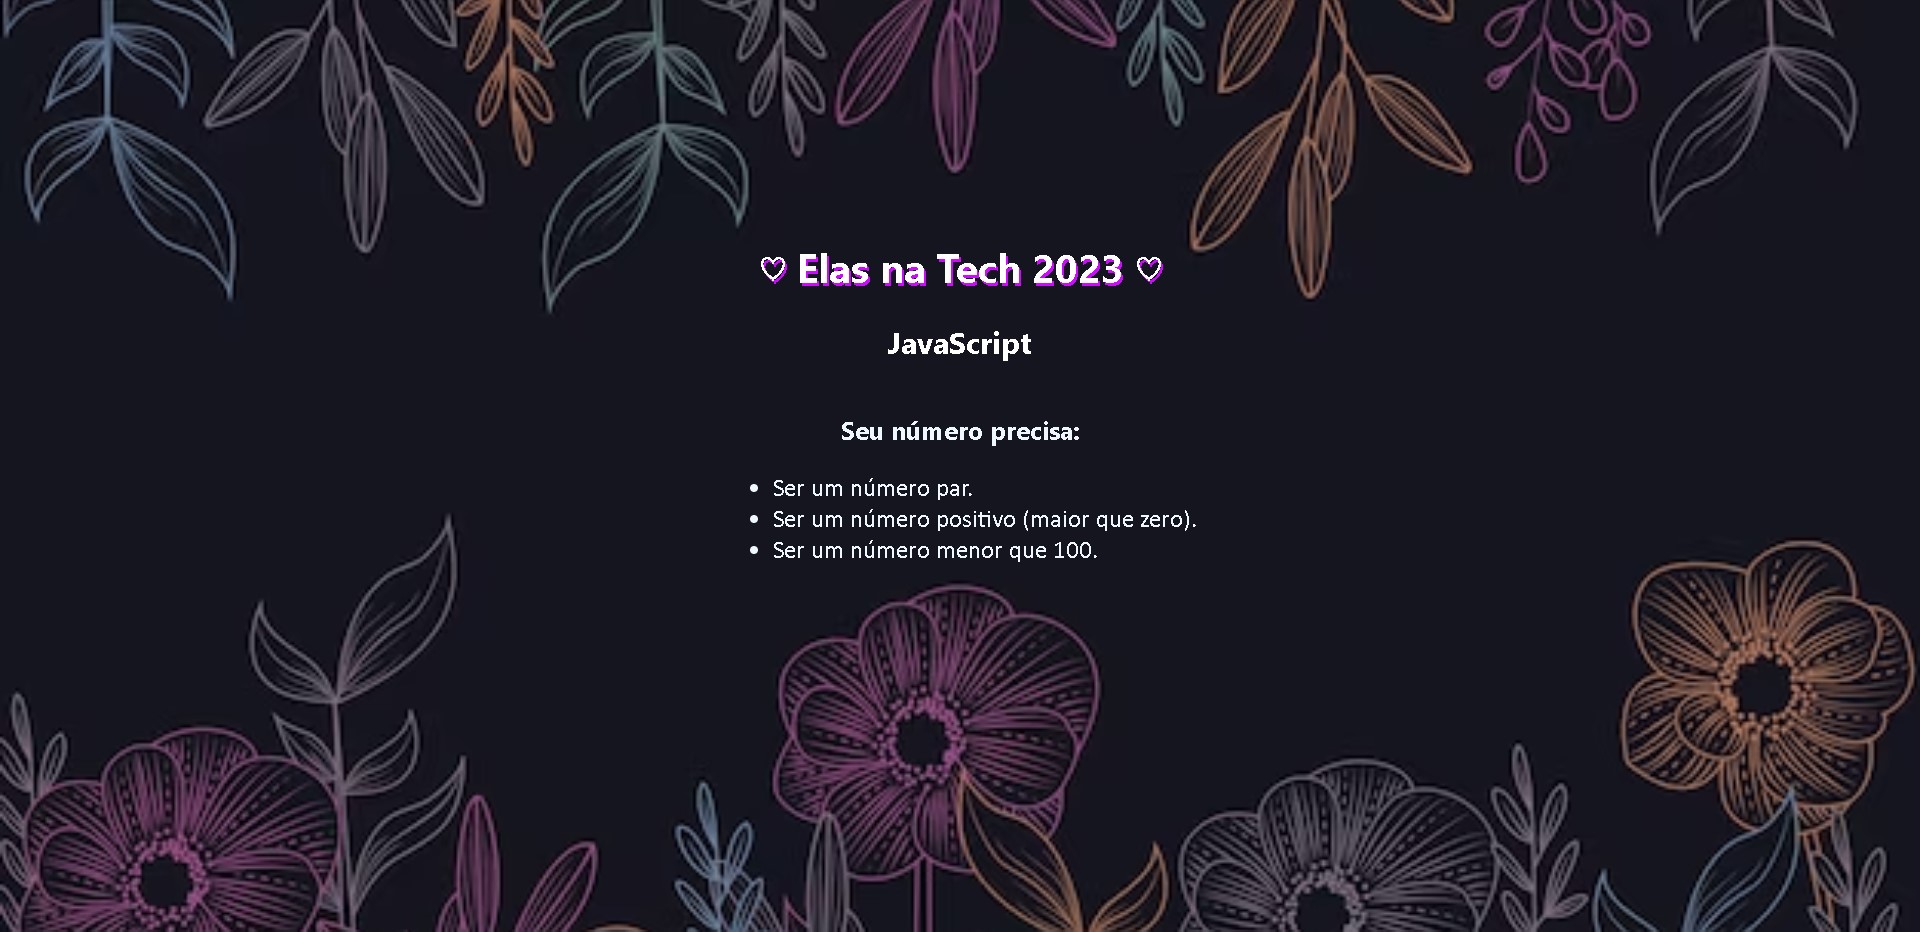 ♡ Elas na Tech 2023 ♡
JavaScript
Seu número precisa:
• Ser um número par.
• Ser um número positivo (maior que zero).
• Ser um número menor que 100.